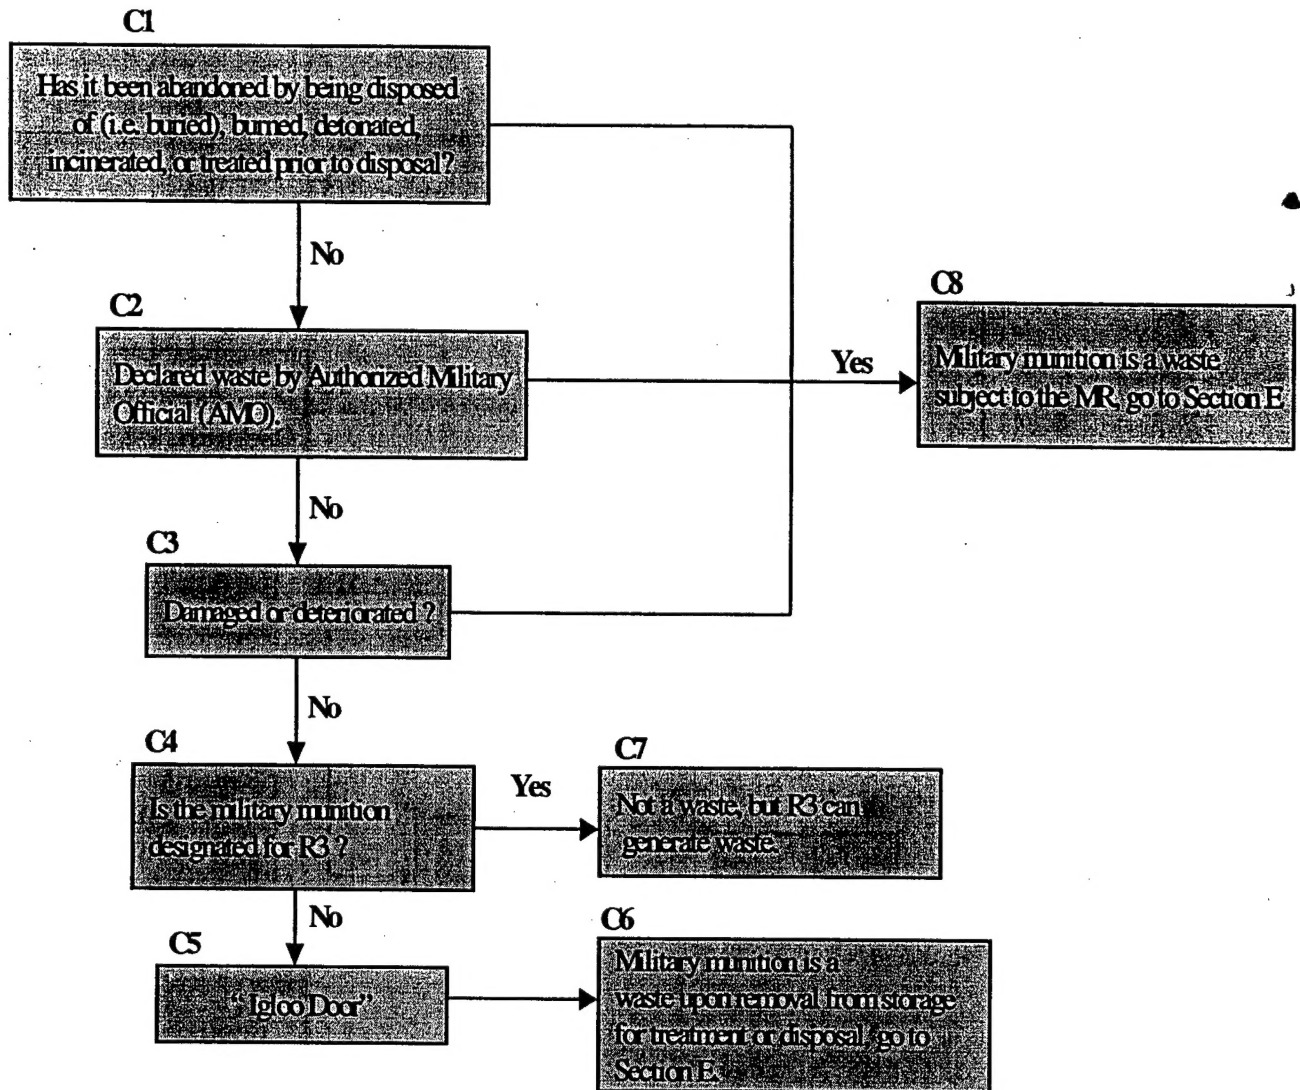 C1
Has it been abandoned by being disposed
of (i.e. buried), burned, detonated,
incinerated, or treated prior to disposal?
No
C2
Declared waste by Authorized Military
Official (AMO).
Yes
C8
Military munition is a waste
subject to the MR, go to Section E
No
C3
Damaged or deteriorated ?
No
C4
Is the military munition
designated for R3 ?
Yes
C7
Not a waste, but R3 can
generate waste.
No
C5
“ Igloo Door”
C6
Military munition is a
waste upon removal from storage
for treatment or disposal go to
Section E.